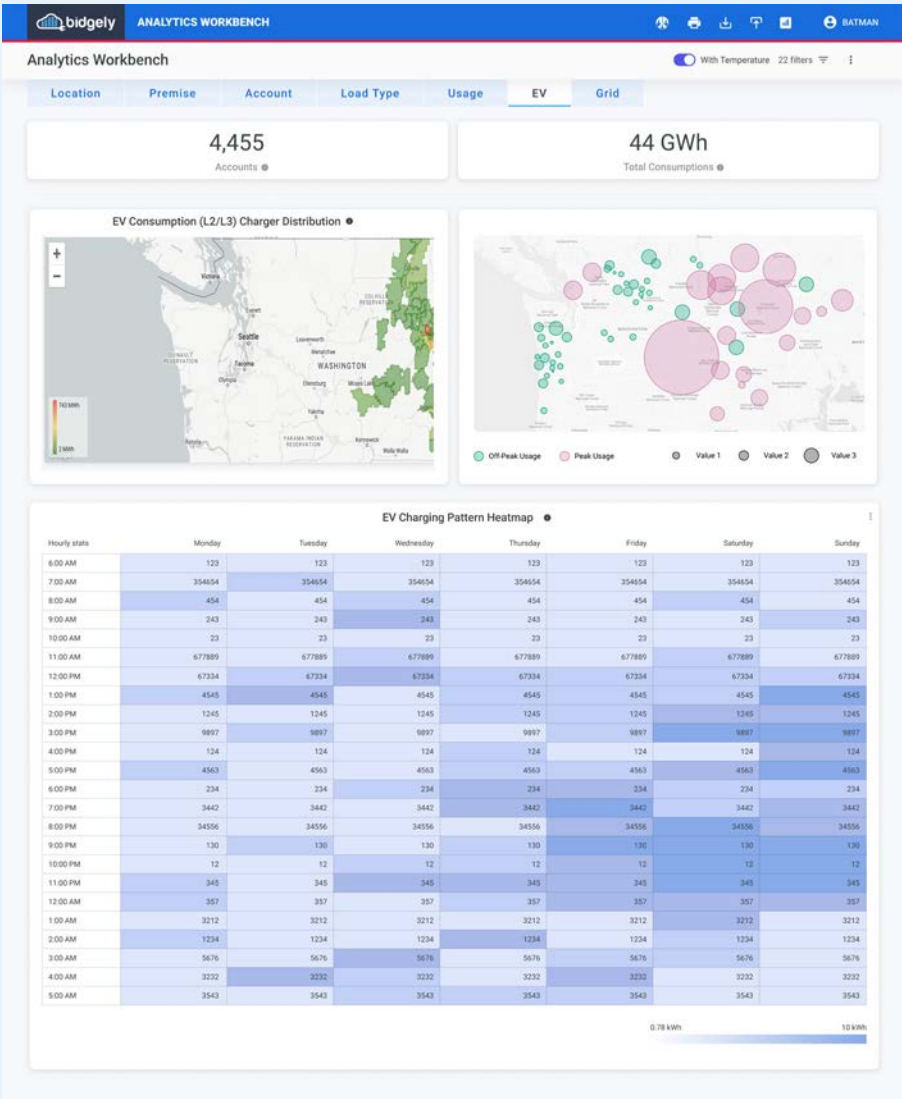 bidgely ANALYTICS WORKBENCH BATMAN
Analytics Workbench With Temperature 22 filters
Location Premise Account Load Type Usage EV Grid
4,455
Accounts
44 GWh
Total Consumptions
EV Consumption (L2/L3) Charger Distribution
+
−
Victoria
Everett
Seattle
Leavenworth
Wenatchee
Tacoma
WASHINGTON
Olympia
Ellensburg
Moses Lake
Yakima
YAKAMA INDIAN
RESERVATION
Kennewick
Walla Walla
2 MWh
Off-Peak Usage Peak Usage Value 1 Value 2 Value 3
EV Charging Pattern Heatmap
Hourly stats Monday Tuesday Wednesday Thursday Friday Saturday Sunday
6:00 AM 123 123 123 123 123 123 123
7:00 AM 354654 354654 354654 354654 354654 354654 354654
8:00 AM 454 454 454 454 454 454 454
9:00 AM 243 243 243 243 243 243 243
10:00 AM 23 23 23 23 23 23 23
11:00 AM 677889 677889 677889 677889 677889 677889 677889
12:00 PM 67334 67334 67334 67334 67334 67334 67334
1:00 PM 4545 4545 4545 4545 4545 4545 4545
2:00 PM 1245 1245 1245 1245 1245 1245 1245
3:00 PM 9897 9897 9897 9897 9897 9897 9897
4:00 PM 124 124 124 124 124 124 124
5:00 PM 4563 4563 4563 4563 4563 4563 4563
6:00 PM 234 234 234 234 234 234 234
7:00 PM 3442 3442 3442 3442 3442 3442 3442
8:00 PM 34556 34556 34556 34556 34556 34556 34556
9:00 PM 130 130 130 130 130 130 130
10:00 PM 12 12 12 12 12 12 12
11:00 PM 345 345 345 345 345 345 345
12:00 AM 357 357 357 357 357 357 357
1:00 AM 3212 3212 3212 3212 3212 3212 3212
2:00 AM 1234 1234 1234 1234 1234 1234 1234
3:00 AM 5676 5676 5676 5676 5676 5676 5676
4:00 AM 3232 3232 3232 3232 3232 3232 3232
5:00 AM 3543 3543 3543 3543 3543 3543 3543
0.78 kWh 10 kWh